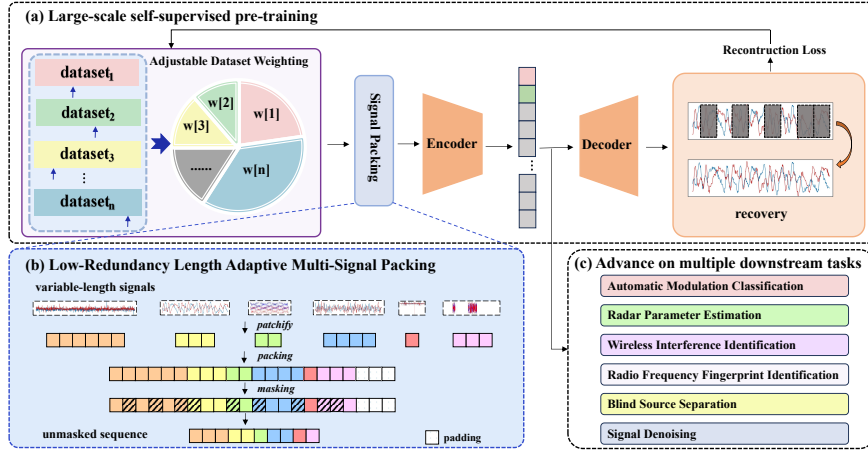 (a) Large-scale self-supervised pre-training
Adjustable Dataset Weighting
Recontruction Loss
dataset1
dataset2
dataset3
⋮
datasetn
w[1]
w[2]
w[3]
......
w[n]
Signal Packing
Encoder
Decoder
recovery
(b) Low-Redundancy Length Adaptive Multi-Signal Packing
variable-length signals
patchify
packing
masking
unmasked sequence
padding
(c) Advance on multiple downstream tasks
Automatic Modulation Classification
Radar Parameter Estimation
Wireless Interference Identification
Radio Frequency Fingerprint Identification
Blind Source Separation
Signal Denoising